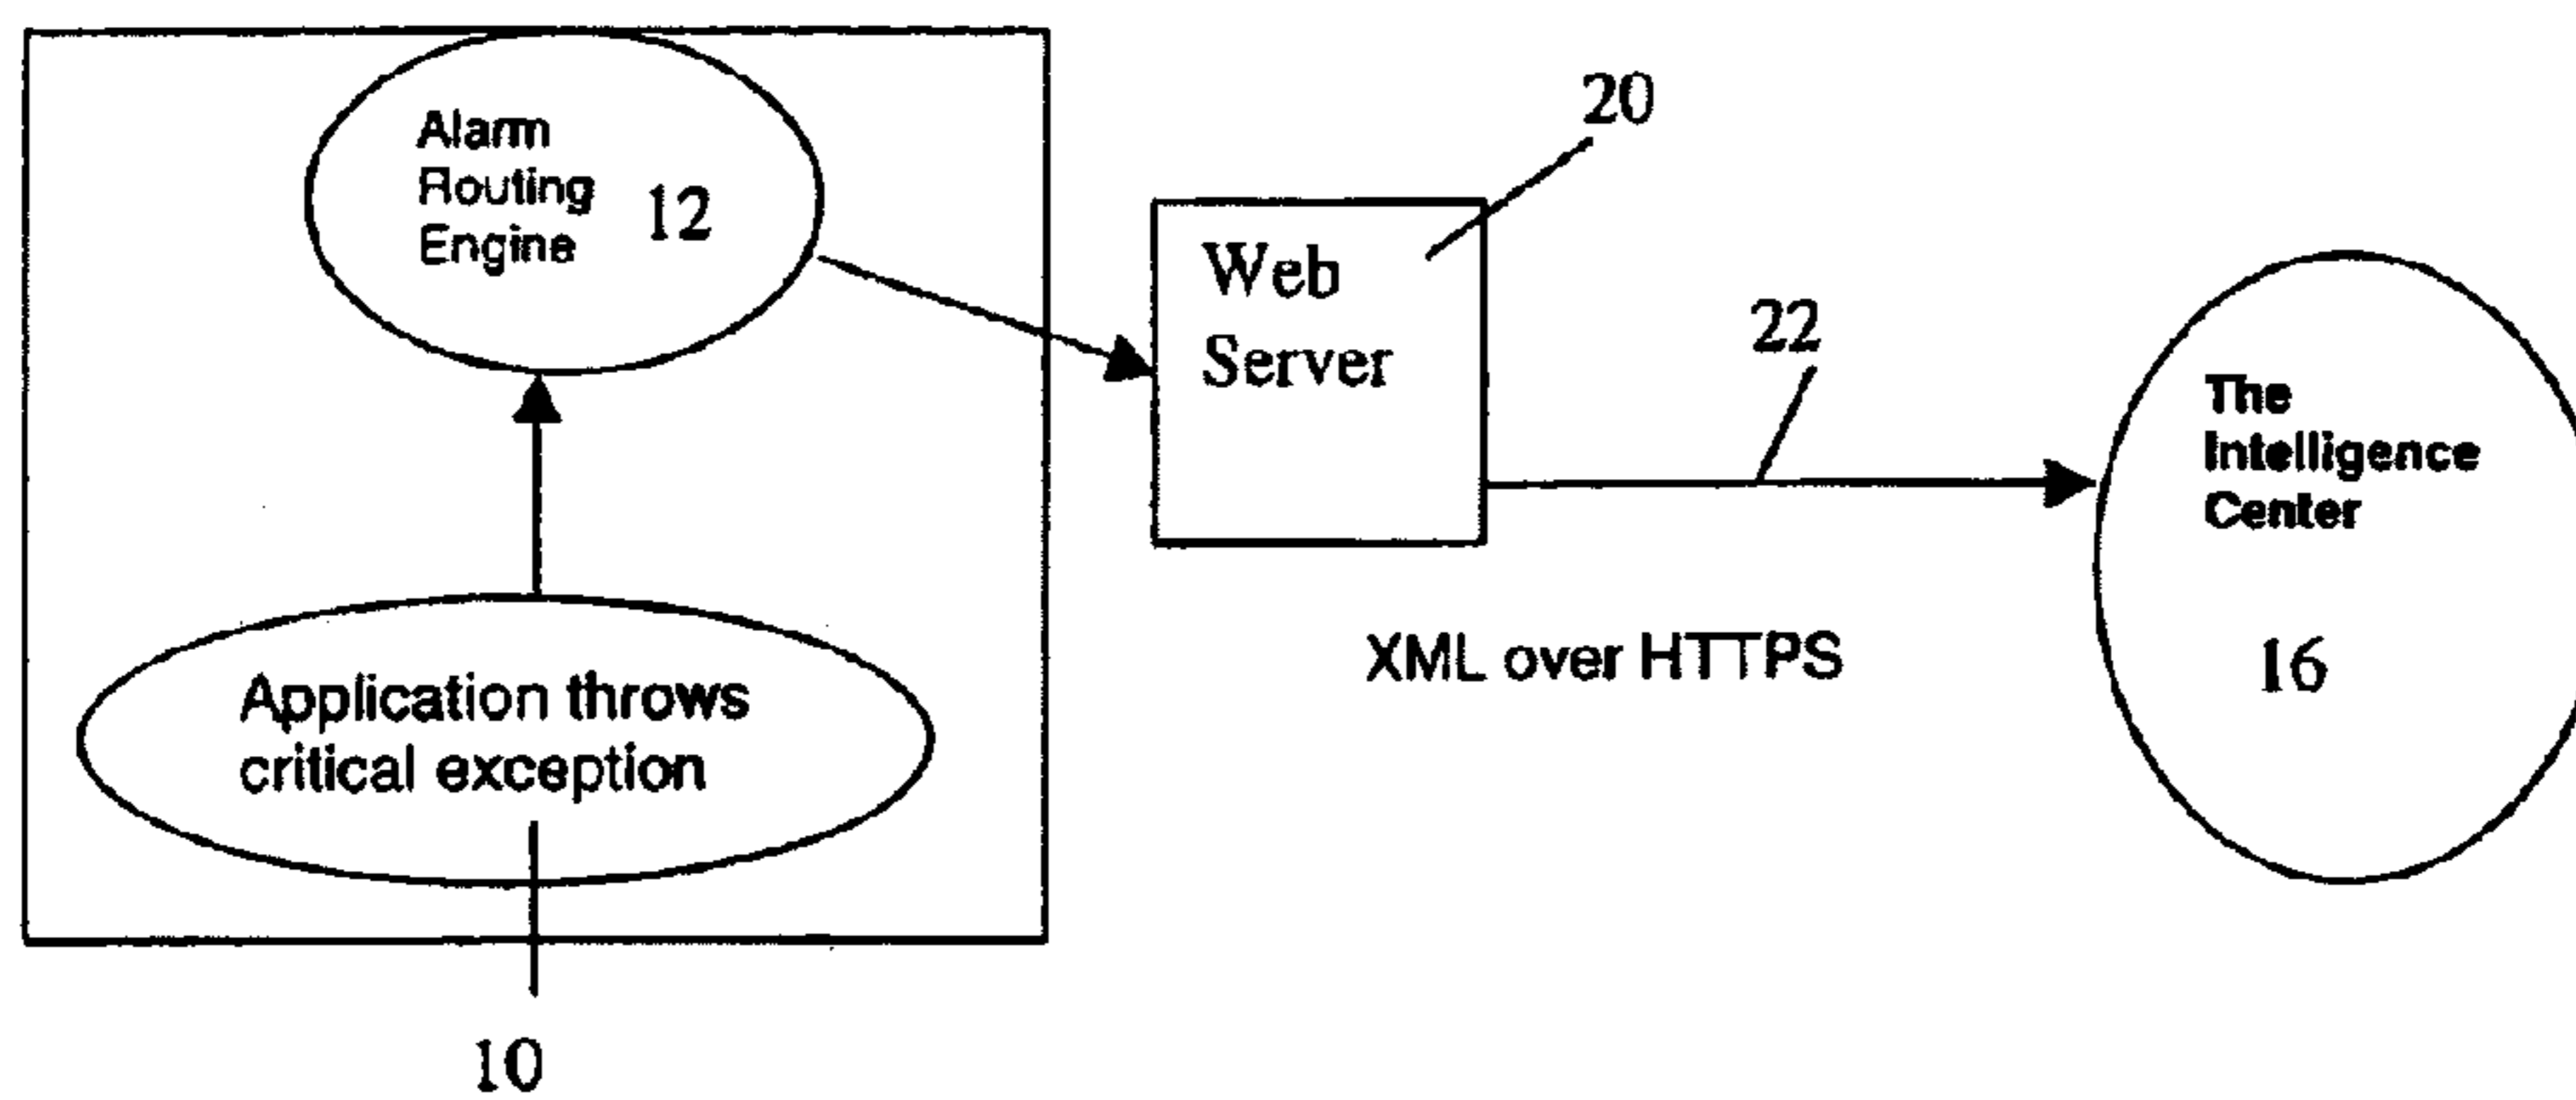 Alarm
Routing
Engine
12
Application throws
critical exception
10
20
Web
Server
22
XML over HTTPS
The
Intelligence
Center
16